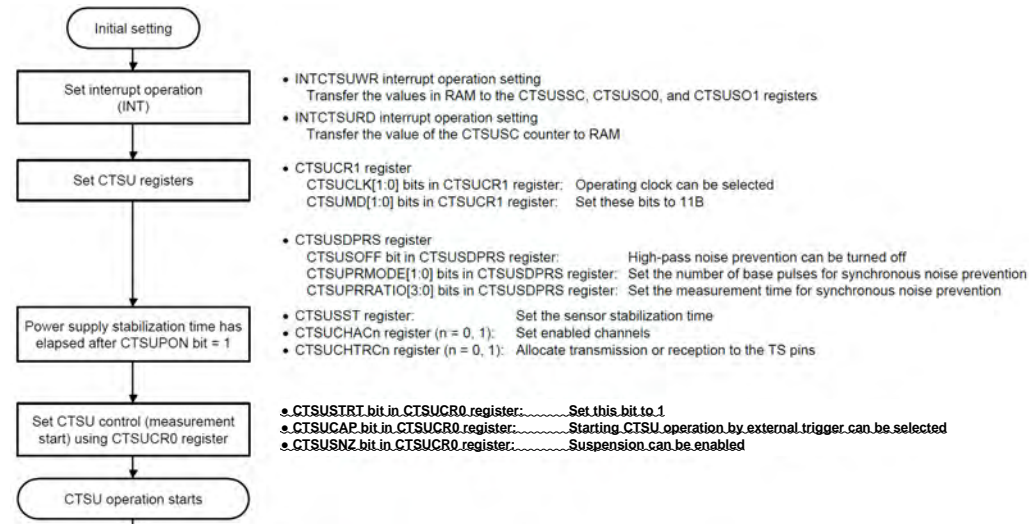 Initial setting
Set interrupt operation
(INT)
• INTCTSUWR interrupt operation setting
Transfer the values in RAM to the CTSUSSC, CTSUSO0, and CTSUSO1 registers
• INTCTSURD interrupt operation setting
Transfer the value of the CTSUSC counter to RAM
Set CTSU registers
• CTSUCR1 register
CTSUCLK[1:0] bits in CTSUCR1 register: Operating clock can be selected
CTSUMD[1:0] bits in CTSUCR1 register: Set these bits to 11B
• CTSUSDPRS register
CTSUSOFF bit in CTSUSDPRS register: High-pass noise prevention can be turned off
CTSUPRMODE[1:0] bits in CTSUSDPRS register: Set the number of base pulses for synchronous noise prevention
CTSUPRRATIO[3:0] bits in CTSUSDPRS register: Set the measurement time for synchronous noise prevention
Power supply stabilization time has
elapsed after CTSUPON bit = 1
• CTSUSST register: Set the sensor stabilization time
• CTSUCHACn register (n = 0, 1): Set enabled channels
• CTSUCHTRCn register (n = 0, 1): Allocate transmission or reception to the TS pins
Set CTSU control (measurement
start) using CTSUCR0 register
• CTSUSTRT bit in CTSUCR0 register: Set this bit to 1
• CTSUCAP bit in CTSUCR0 register: Starting CTSU operation by external trigger can be selected
• CTSUSNZ bit in CTSUCR0 register: Suspension can be enabled
CTSU operation starts